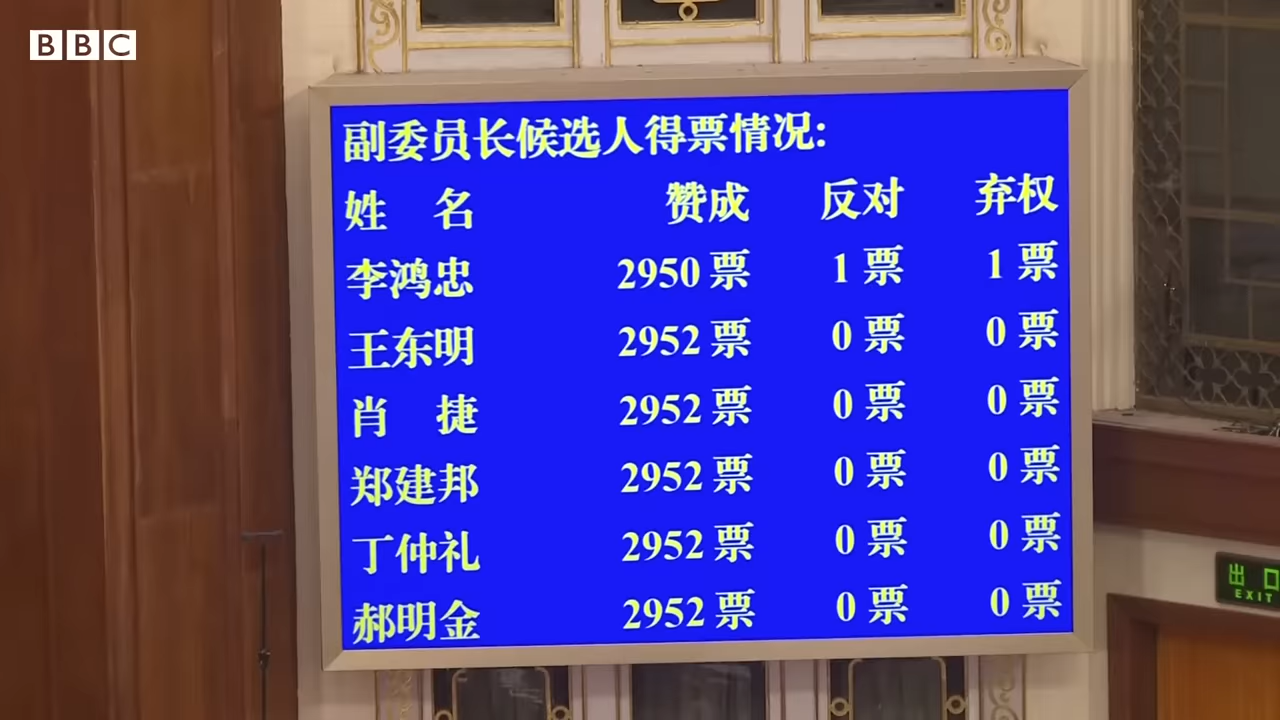 BBC
副委员长候选人得票情况:
姓 名 赞成 反对 弃权
李鸿忠 2950 票 1 票 1 票
王东明 2952 票 0 票 0 票
肖 捷 2952 票 0 票 0 票
郑建邦 2952 票 0 票 0 票
丁仲礼 2952 票 0 票 0 票
郝明金 2952 票 0 票 0 票
出口
EXIT